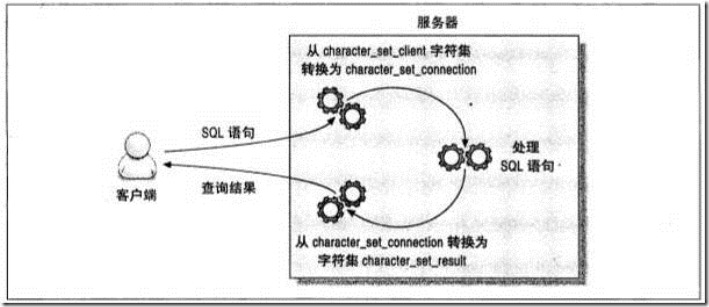 服务器
从 character_set_client 字符集
转换为 character_set_connection
SQL 语句
处理
SQL 语句
客户端
查询结果
从 character_set_connection 转换为
字符集 character_set_result